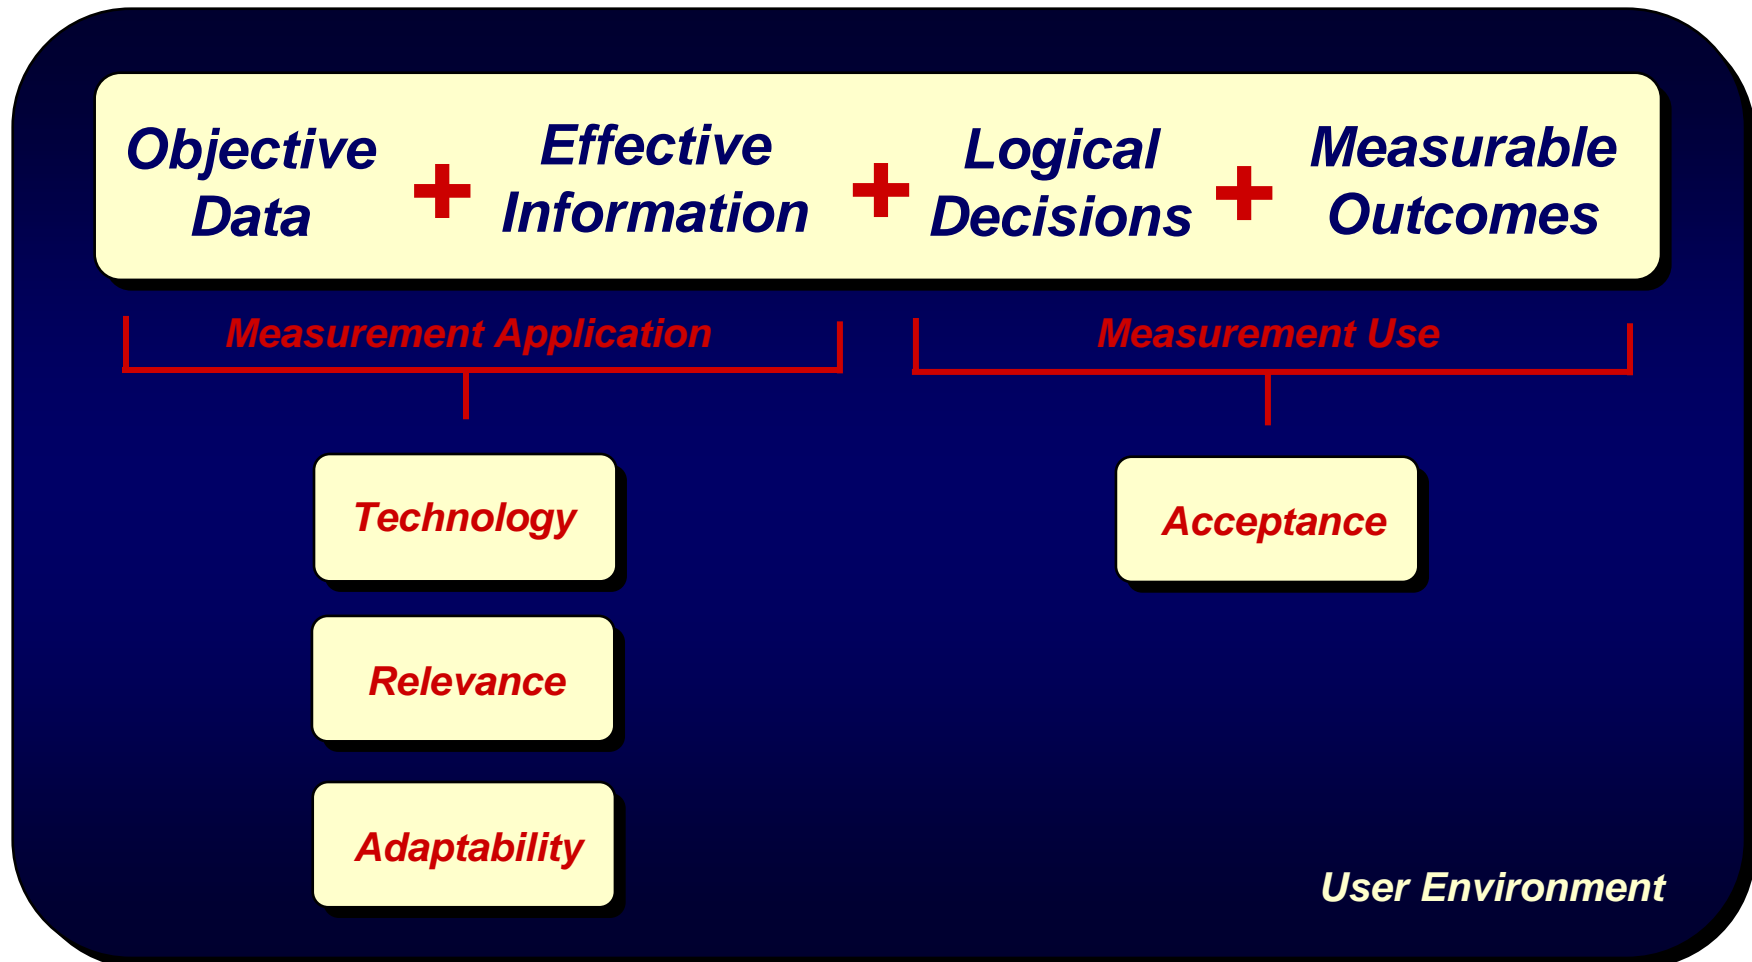 Objective
Data
+
Effective
Information
+
Logical
Decisions
+
Measurable
Outcomes
Measurement Application
Measurement Use
Technology
Acceptance
Relevance
Adaptability
User Environment